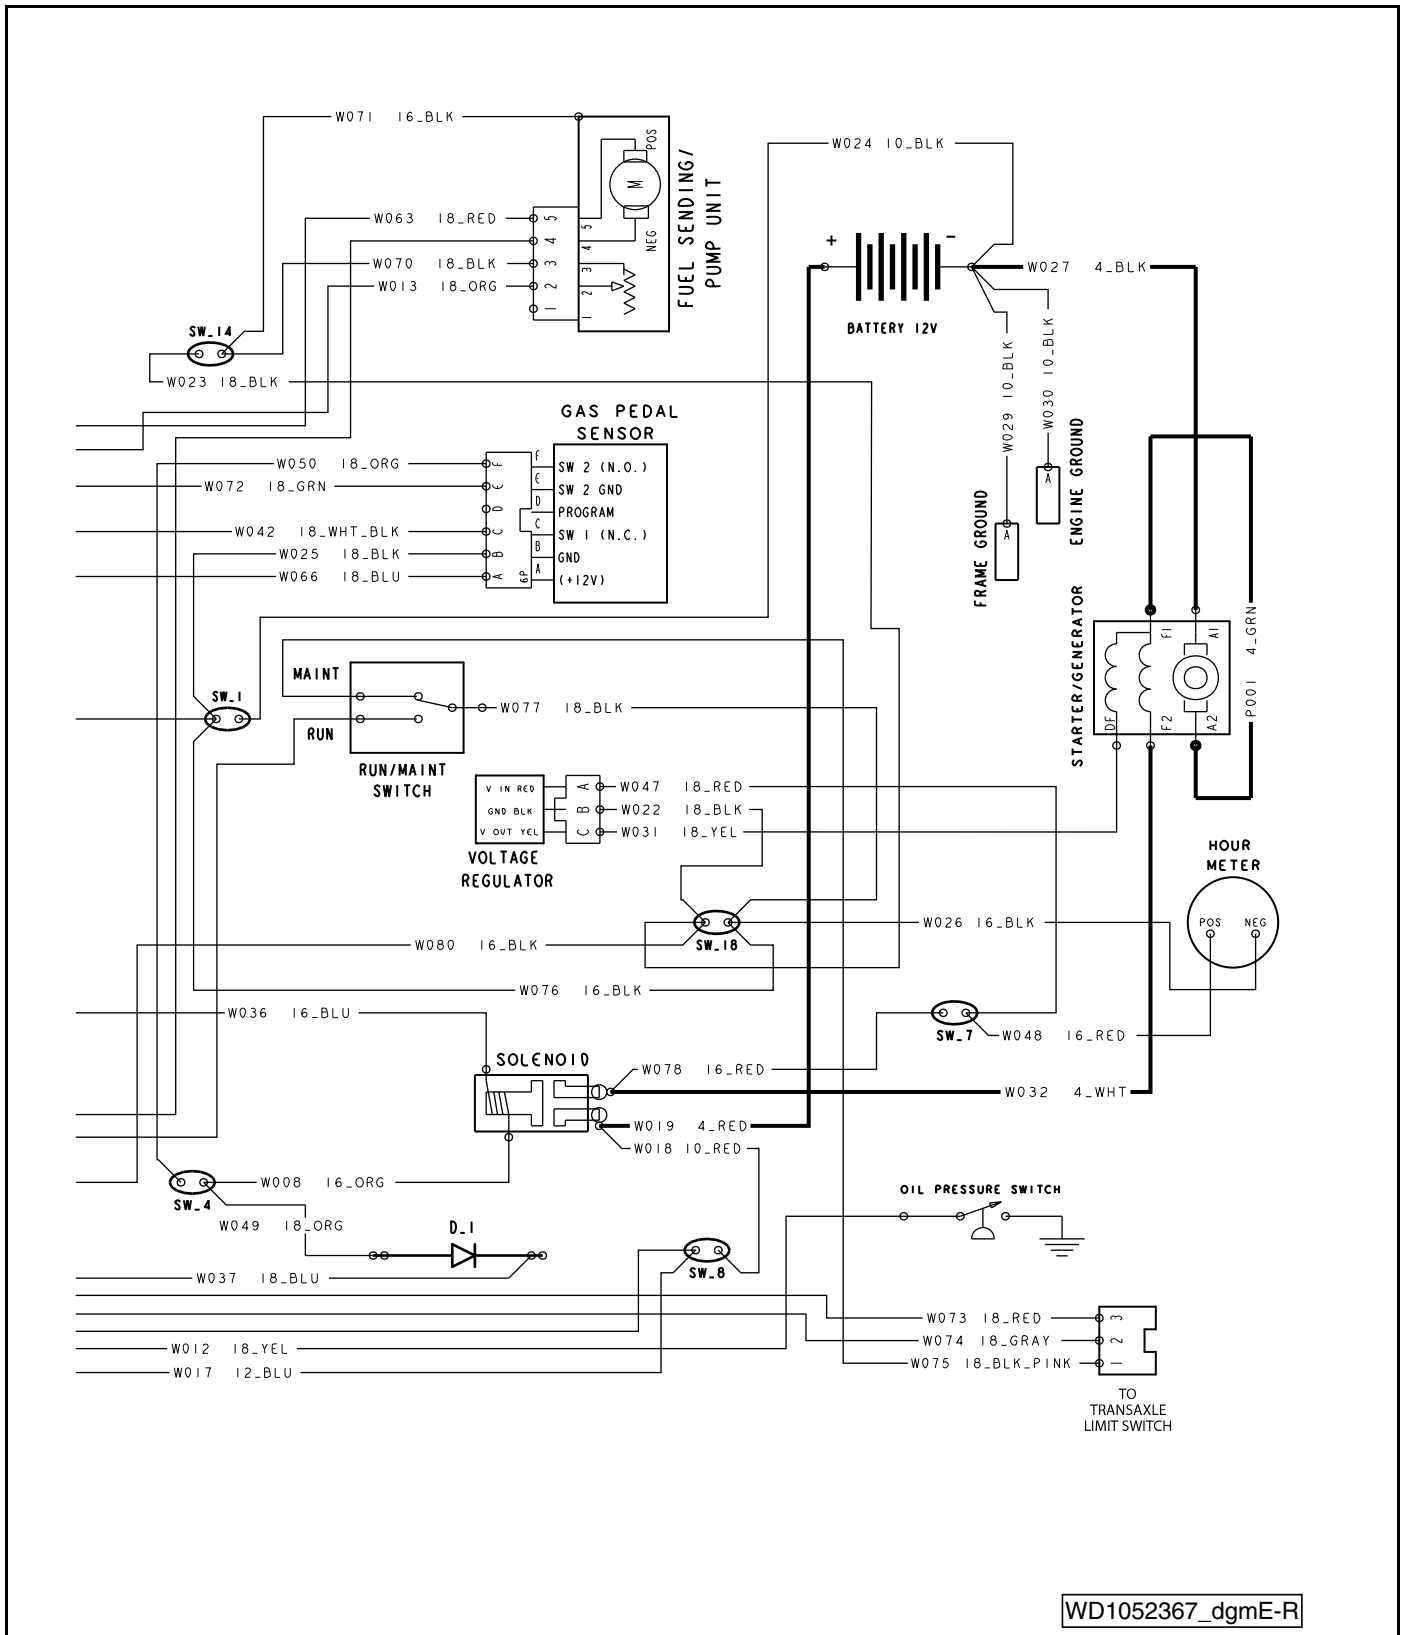 W071 16_BLK
W024 10_BLK
POS
M
NEG
FUEL SENDING/
PUMP UNIT
W063 18_RED
W070 18_BLK
W013 18_ORG
5
4
3
2
1
5
4
3
2
1
+
-
BATTERY 12V
W027 4_BLK
SW_14
W023 18_BLK
W029 10_BLK
W030 10_BLK
A
FRAME GROUND
A
ENGINE GROUND
GAS PEDAL
SENSOR
W050 18_ORG
W072 18_GRN
W042 18_WHT_BLK
W025 18_BLK
W066 18_BLU
F
E
D
C
B
A
6P
F
E
D
C
B
A
SW 2 (N.O.)
SW 2 GND
PROGRAM
SW 1 (N.C.)
GND
(+12V)
STARTER/GENERATOR
F1
A1
DF
F2
A2
P001 4_GRN
MAINT
RUN
RUN/MAINT
SWITCH
W077 18_BLK
SW_1
V IN RED
GND BLK
V OUT YEL
A
B
C
W047 18_RED
W022 18_BLK
W031 18_YEL
VOLTAGE
REGULATOR
HOUR
METER
POS
NEG
W026 16_BLK
SW_18
W080 16_BLK
W076 16_BLK
W036 16_BLU
SW_7
W048 16_RED
SOLENOID
W078 16_RED
W032 4_WHT
W019 4_RED
W018 10_RED
W008 16_ORG
SW_4
W049 18_ORG
D_1
OIL PRESSURE SWITCH
SW_8
W037 18_BLU
W073 18_RED
W074 18_GRAY
W075 18_BLK_PINK
3
2
1
W012 18_YEL
W017 12_BLU
TO
TRANSAXLE
LIMIT SWITCH
WD1052367_dgmE-R